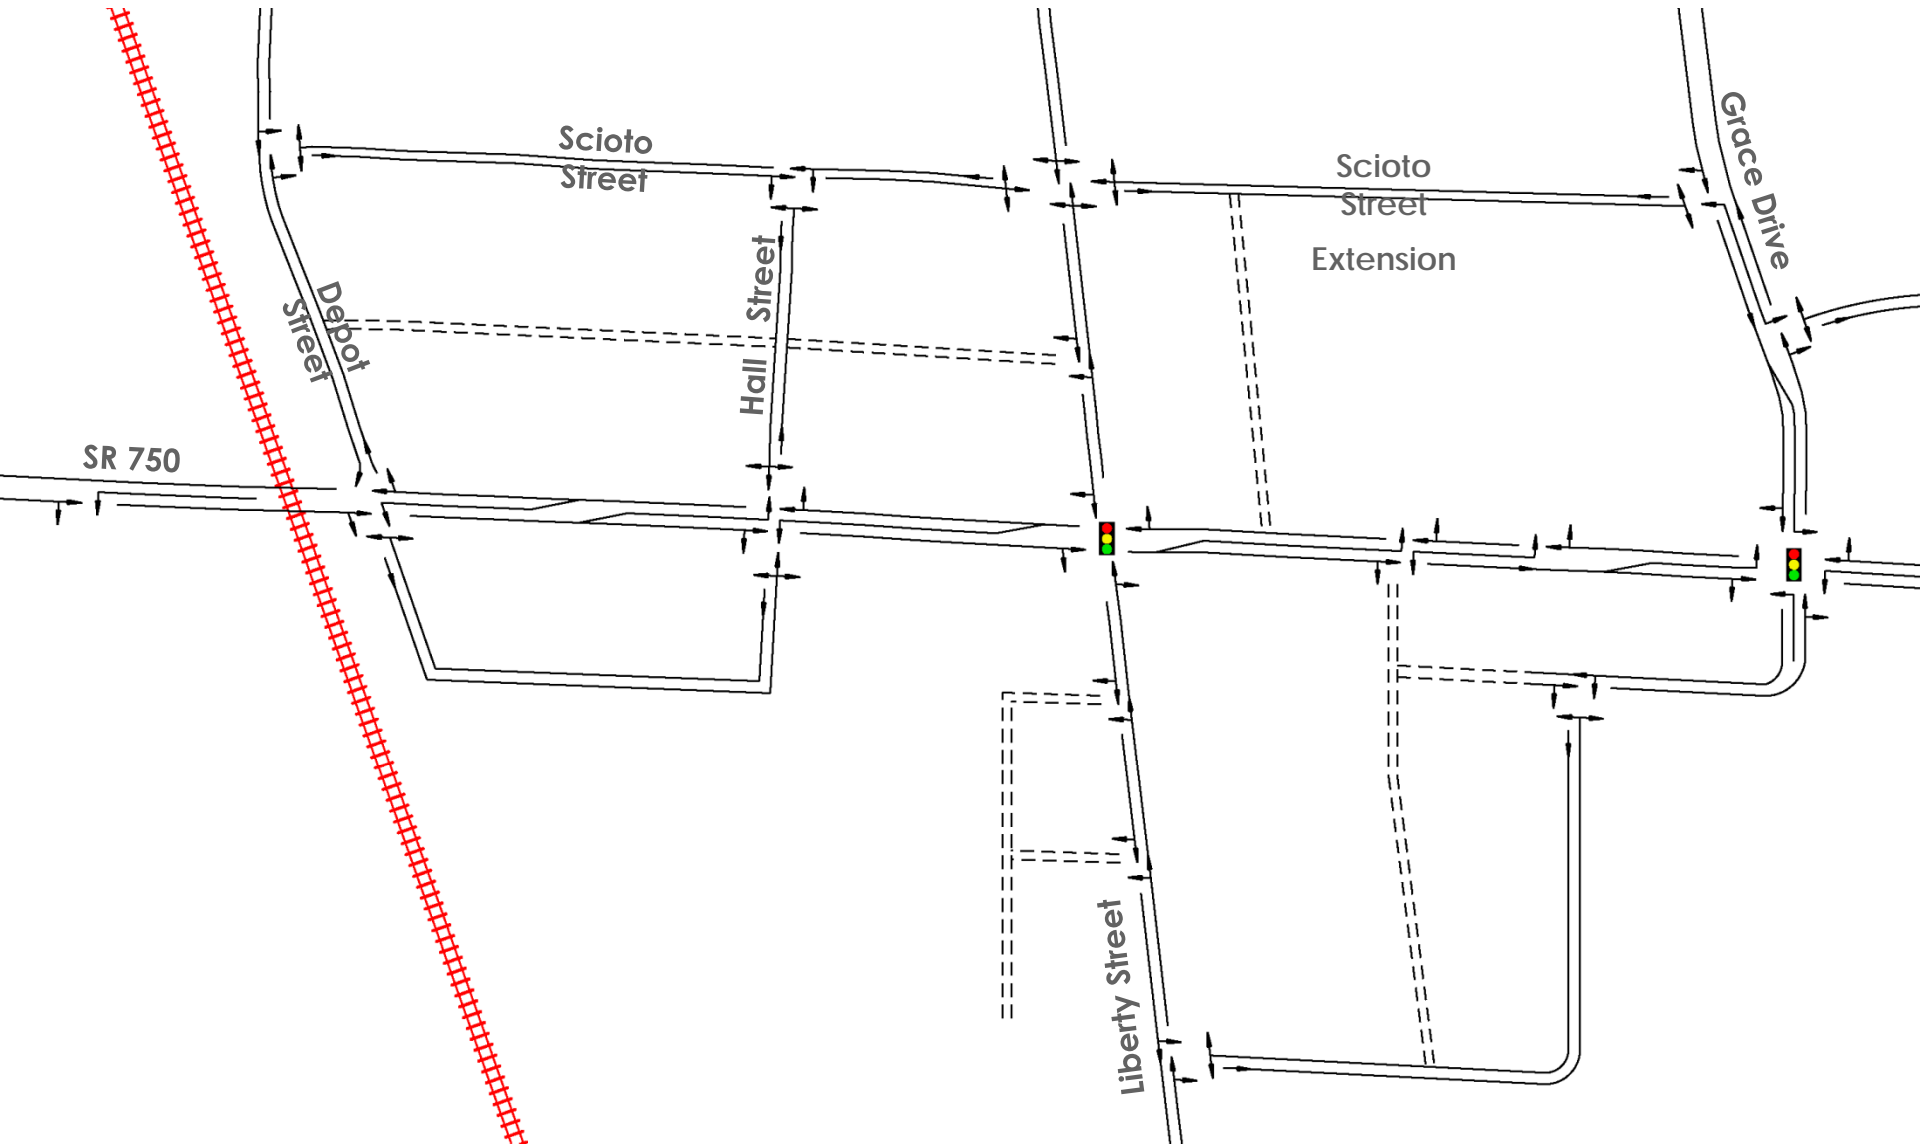 Scioto
Street
Scioto
Street
Extension
Grace Drive
Hall Street
Depot
Street
SR 750
Liberty Street